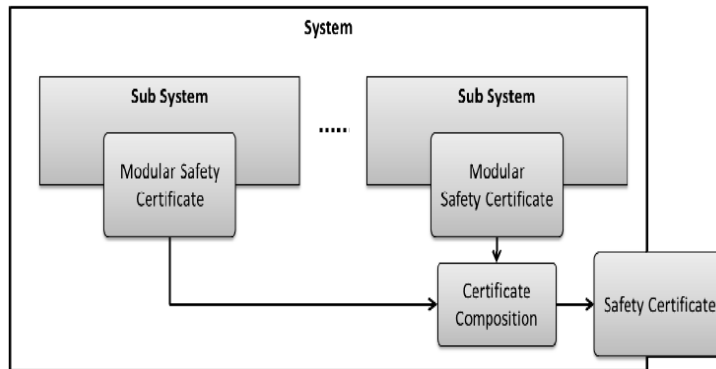 System
Sub System
Sub System
.....
Modular Safety
Certificate
Modular
Safety Certificate
Certificate
Composition
Safety Certificate